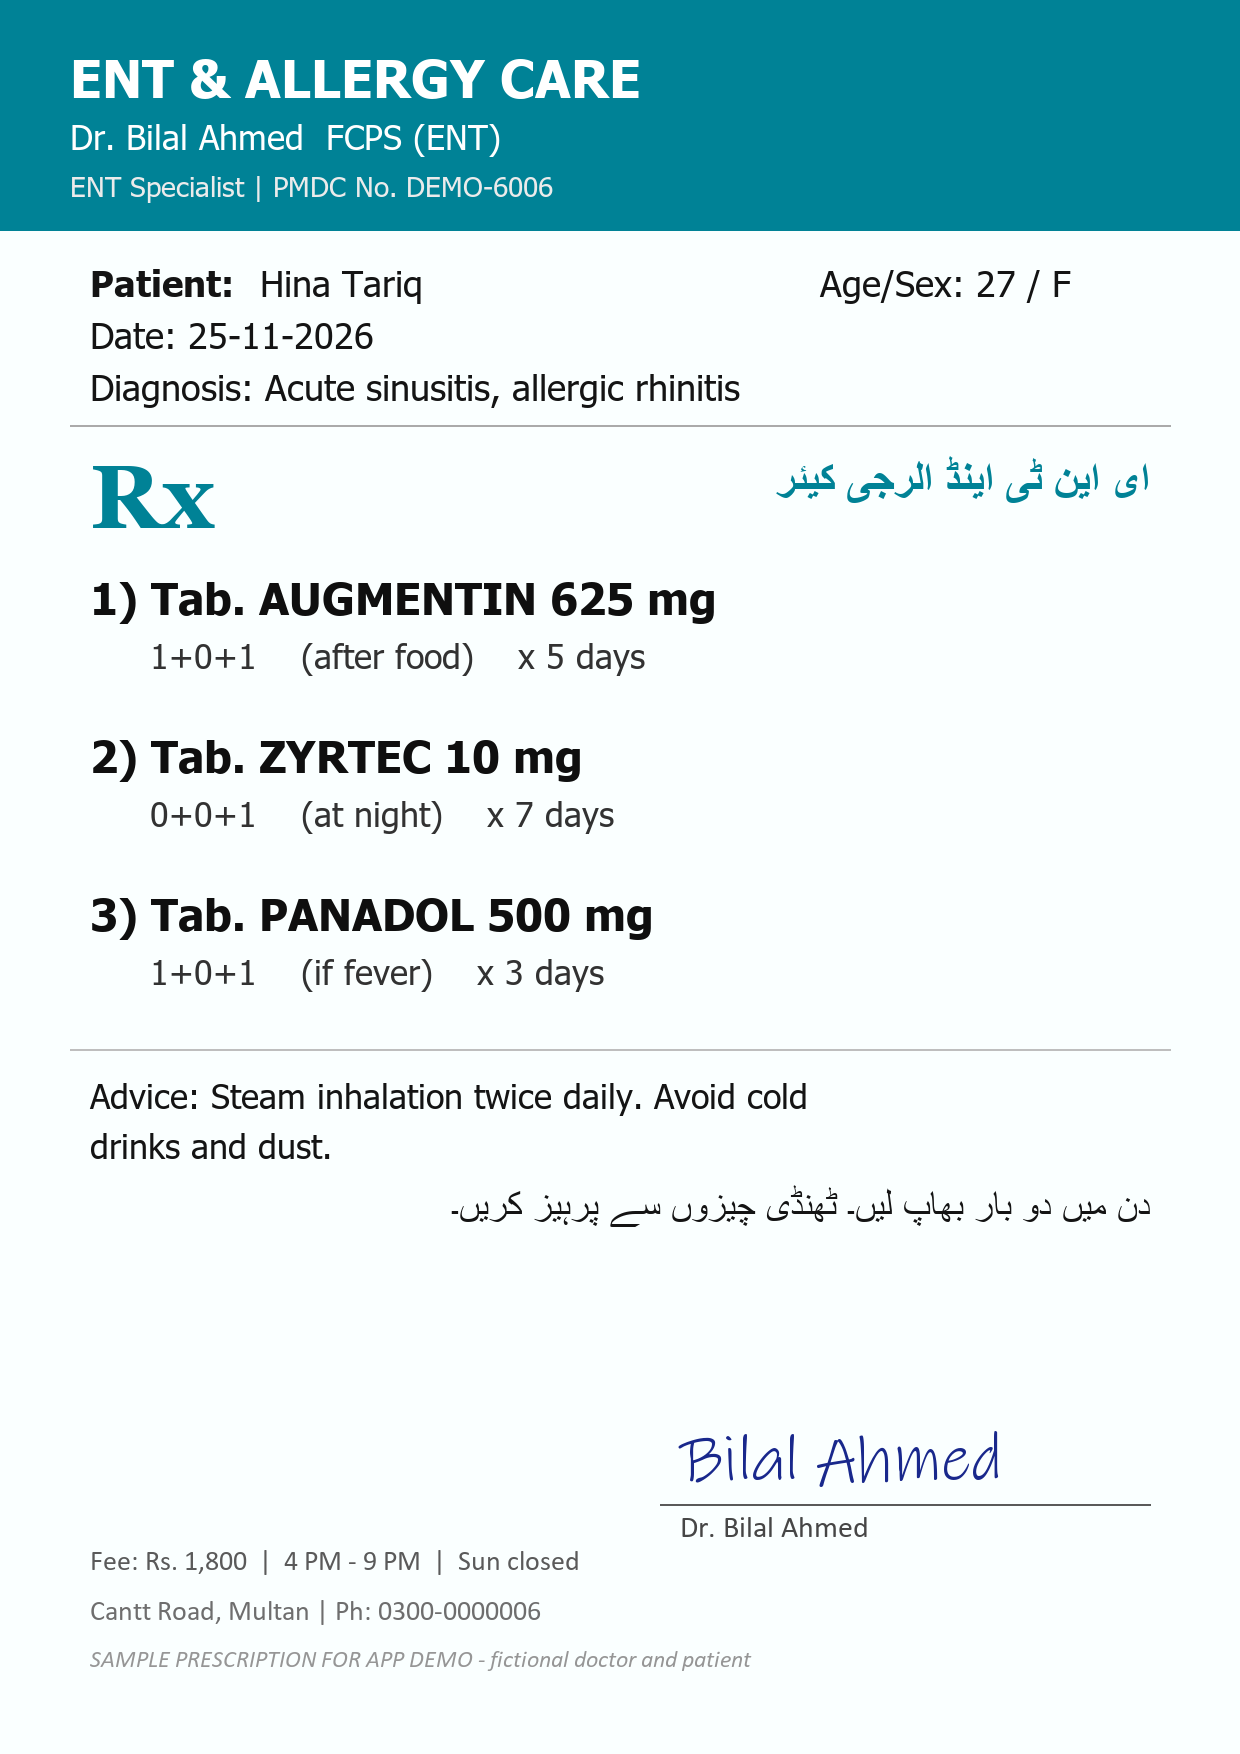 ENT & ALLERGY CARE
Dr. Bilal Ahmed  FCPS (ENT)
ENT Specialist | PMDC No. DEMO-6006
Patient:  Hina Tariq  Age/Sex: 27 / F
Date: 25-11-2026
Diagnosis: Acute sinusitis, allergic rhinitis
Rx  ای این ٹی اینڈ الرجی کیئر
1) Tab. AUGMENTIN 625 mg
1+0+1  (after food)  x 5 days
2) Tab. ZYRTEC 10 mg
0+0+1  (at night)  x 7 days
3) Tab. PANADOL 500 mg
1+0+1  (if fever)  x 3 days
Advice: Steam inhalation twice daily. Avoid cold
drinks and dust.
دن میں دو بار بھاپ لیں۔ ٹھنڈی چیزوں سے پرہیز کریں۔
Bilal Ahmed
Dr. Bilal Ahmed
Fee: Rs. 1,800  |  4 PM - 9 PM  |  Sun closed
Cantt Road, Multan | Ph: 0300-0000006
SAMPLE PRESCRIPTION FOR APP DEMO - fictional doctor and patient